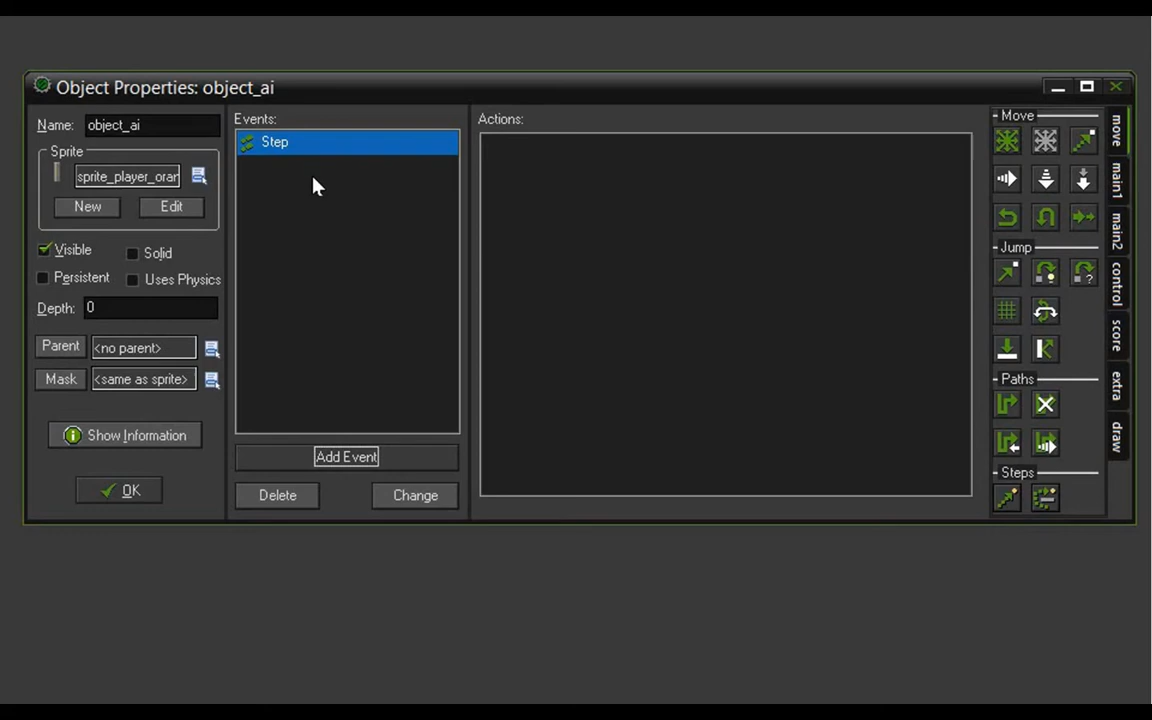 Object Properties: object_ai
Name: object_ai
Sprite
sprite_player_orar
New Edit
Visible Solid
Persistent Uses Physics
Depth: 0
Parent <no parent>
Mask <same as sprite>
Show Information
OK
Events:
Step
Add Event
Delete Change
Actions:
Move
Jump
?
Paths
Steps
move
main1
main2
control
score
extra
draw